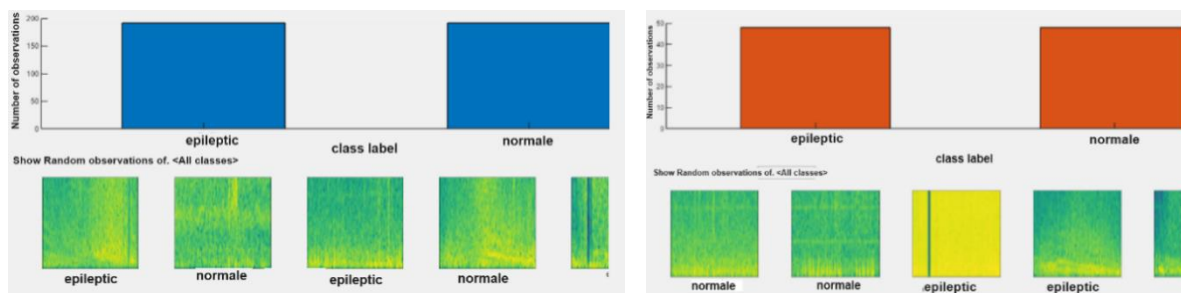 Number of observations
200
150
100
50
0
epileptic
normale
class label
Show Random observations of. <All classes>
epileptic
normale
epileptic
normale
Number of observations
50
40
30
20
10
0
epileptic
normale
class label
Show Random observations of. <All classes>
normale
normale
epileptic
epileptic